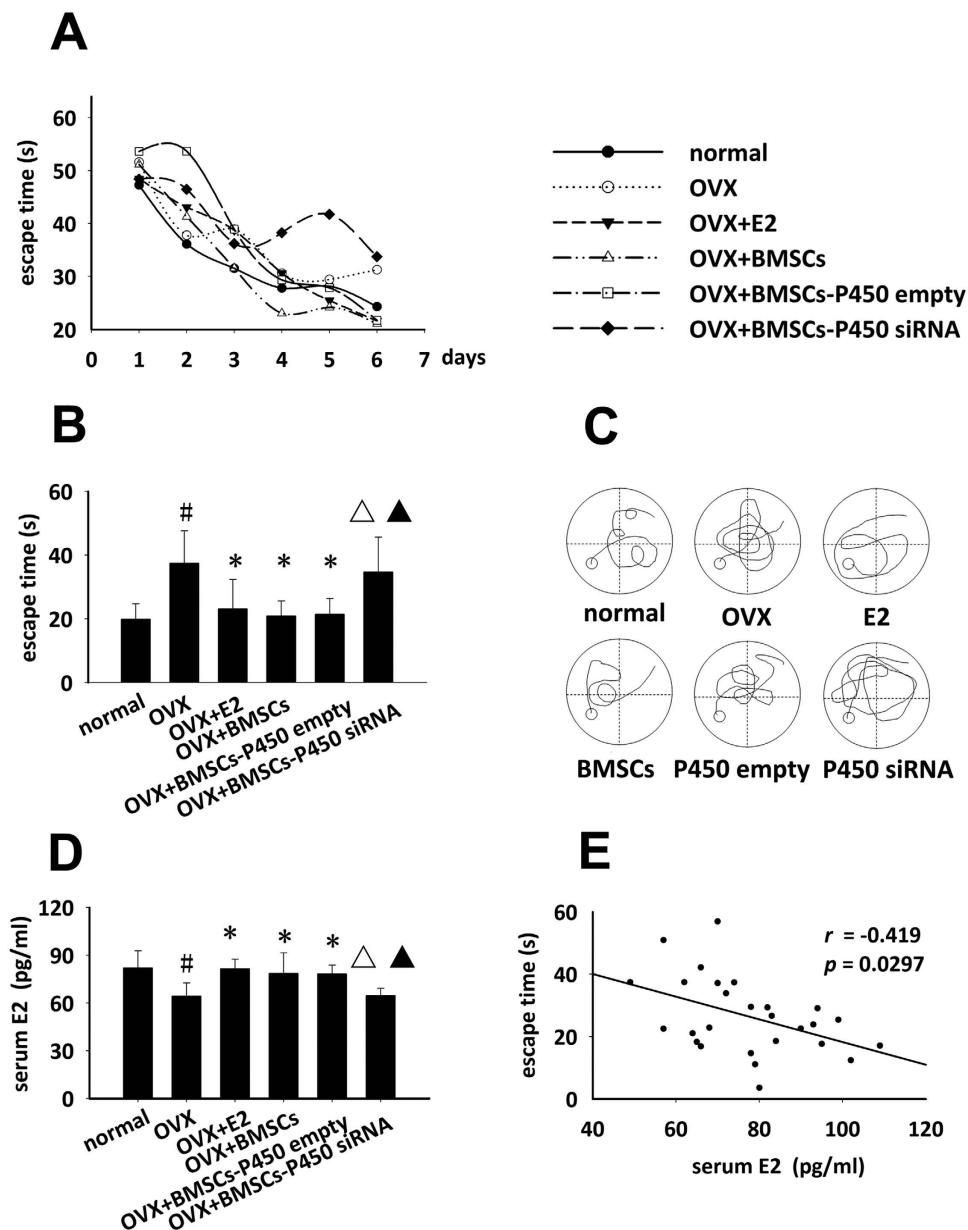 A
60
50
40
30
20
escape time (s)
0 1 2 3 4 5 6 7 days
normal
OVX
OVX+E2
OVX+BMSCs
OVX+BMSCs-P450 empty
OVX+BMSCs-P450 siRNA
B
60
40
20
0
escape time (s)
#
*
*
*
normal
OVX
OVX+E2
OVX+BMSCs
OVX+BMSCs-P450 empty
OVX+BMSCs-P450 siRNA
C
normal OVX E2
BMSCs P450 empty P450 siRNA
D
120
90
60
30
0
serum E2 (pg/ml)
#
*
*
*
normal
OVX
OVX+E2
OVX+BMSCs
OVX+BMSCs-P450 empty
OVX+BMSCs-P450 siRNA
E
60
40
20
0
escape time (s)
r = -0.419
p = 0.0297
40 60 80 100 120
serum E2 (pg/ml)